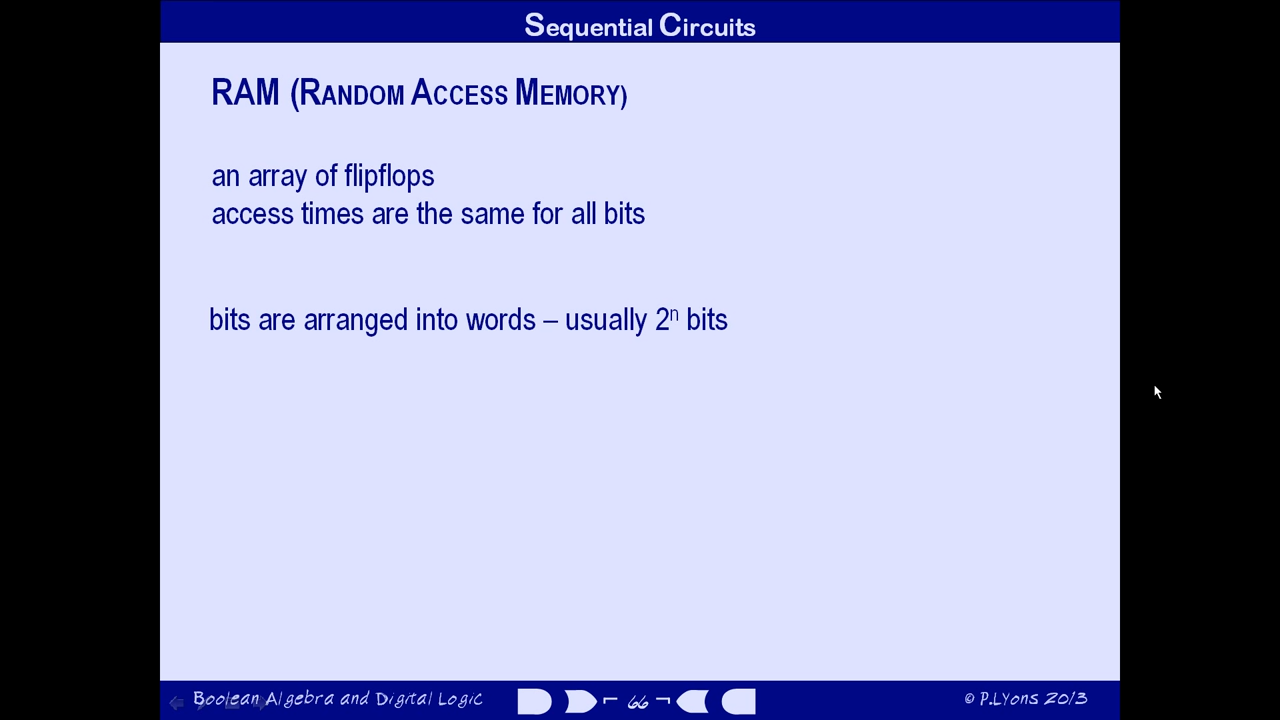 Sequential Circuits
RAM (RANDOM ACCESS MEMORY)
an array of flipflops
access times are the same for all bits
bits are arranged into words – usually 2ⁿ bits
Boolean Algebra and Digital Logic
66
© P.Lyons 2013